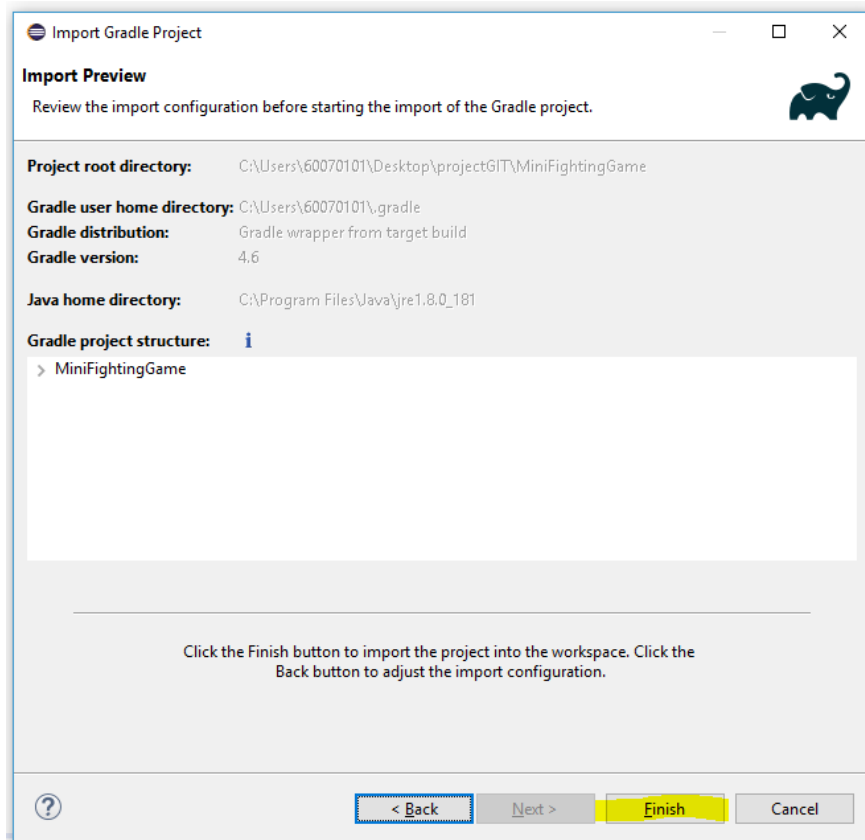 Import Gradle Project
Import Preview
Review the import configuration before starting the import of the Gradle project.
Project root directory: C:\Users\60070101\Desktop\projectGIT\MiniFightingGame
Gradle user home directory: C:\Users\60070101\.gradle
Gradle distribution: Gradle wrapper from target build
Gradle version: 4.6
Java home directory: C:\Program Files\Java\jre1.8.0_181
Gradle project structure: i
> MiniFightingGame
Click the Finish button to import the project into the workspace. Click the
Back button to adjust the import configuration.
? < Back Next > Finish Cancel